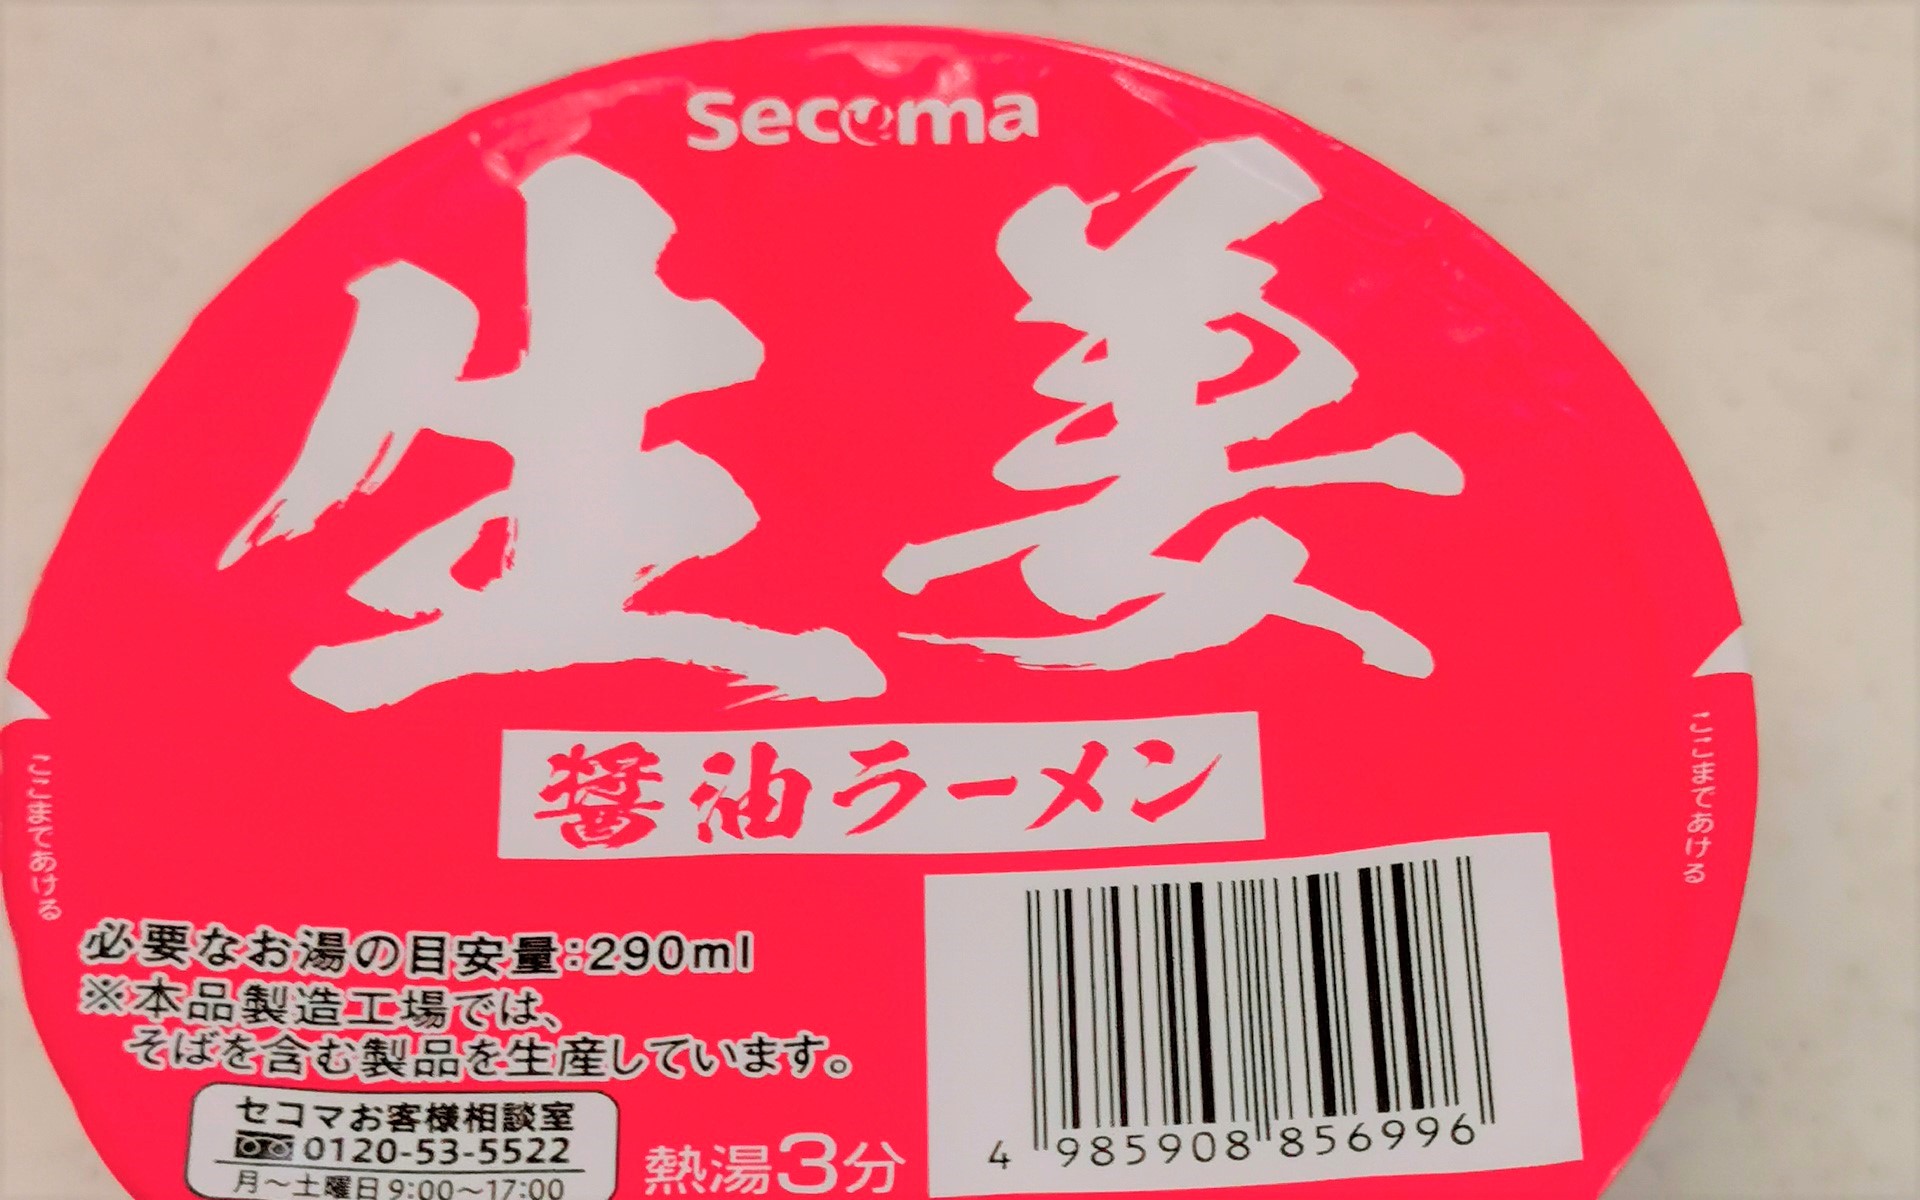 Secoma
生姜
醤油ラーメン
ここまであける
ここまであける
必要なお湯の目安量:290ml
※本品製造工場では、
そばを含む製品を生産しています。
セコマお客様相談室
0120-53-5522
月〜土曜日9:00〜17:00
熱湯3分
4 985908 856996